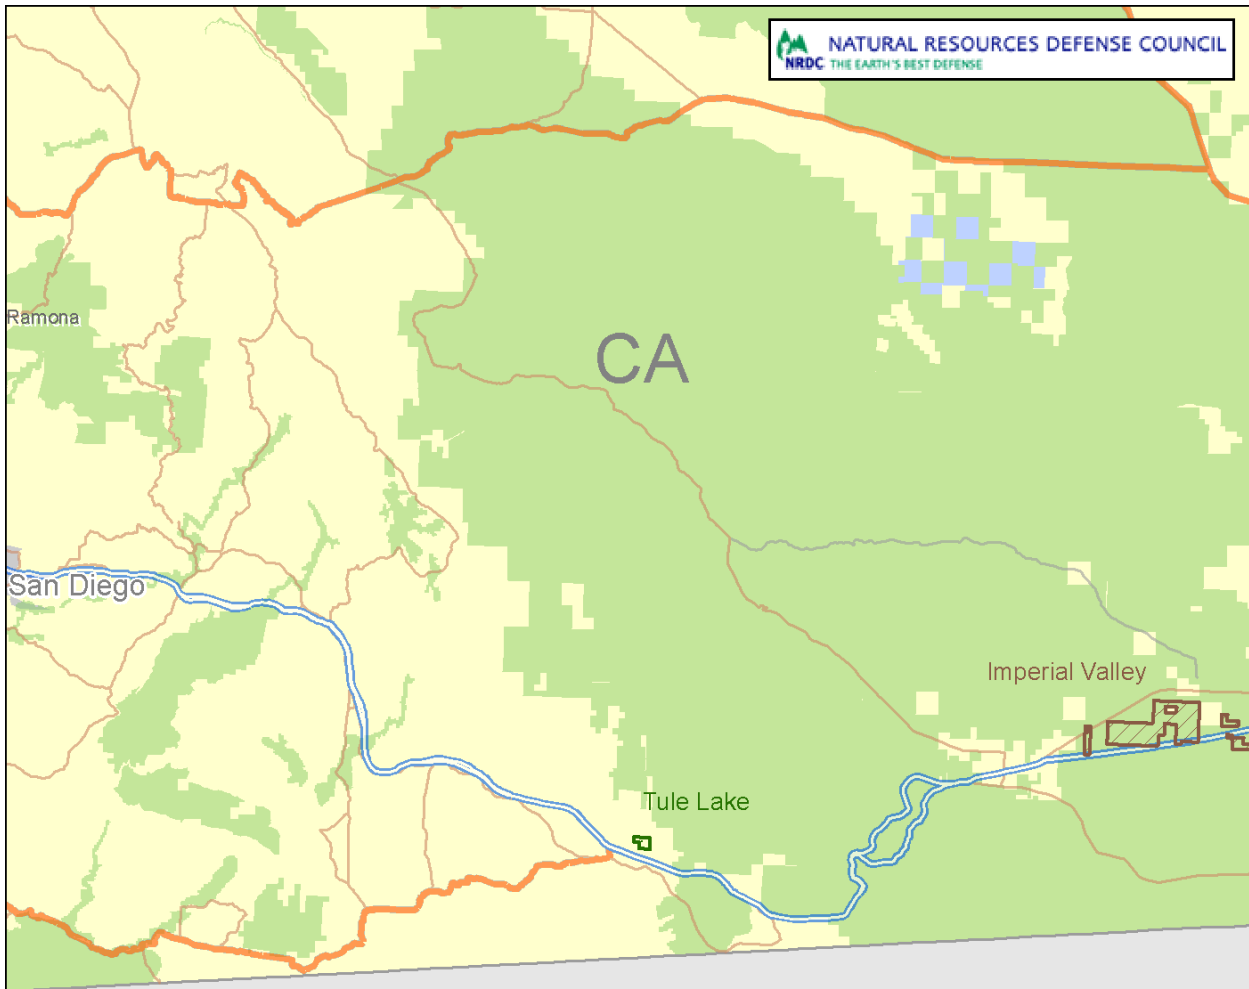 NATURAL RESOURCES DEFENSE COUNCIL
NRDC THE EARTH'S BEST DEFENSE
Ramona
CA
San Diego
Imperial Valley
Tule Lake